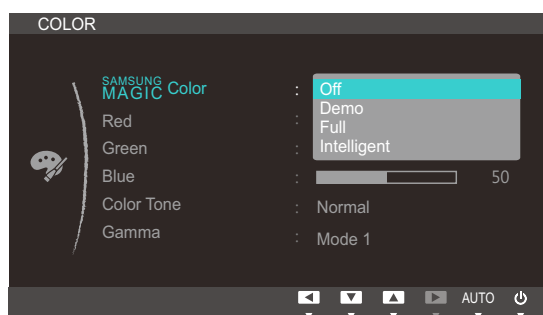 COLOR
SAMSUNG
MAGIC Color : Off
Demo
Red :
Full
Green : Intelligent
Blue : 50
Color Tone : Normal
Gamma : Mode 1
AUTO